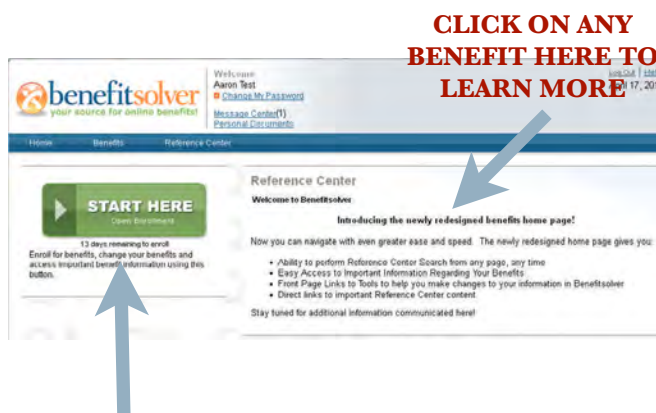 CLICK ON ANY
BENEFIT HERE TO
LEARN MORE
benefitsolver
your source for online benefits!
Welcome
Aaron Test
Change My Password
Message Center(1)
Personal Documents
Log Out | Hel
April 17, 201
Home Benefits Reference Center
START HERE
Open Enrollment
13 days remaining to enroll
Enroll for benefits, change your benefits and
access important benefit information using this
button.
Reference Center
Welcome to Benefitsolver
Introducing the newly redesigned benefits home page!
Now you can navigate with even greater ease and speed. The newly redesigned home page gives you:
• Ability to perform Reference Center Search from any page, any time
• Easy Access to Important Information Regarding Your Benefits
• Front Page Links to Tools to help you make changes to your information in Benefitsolver
• Direct links to important Reference Center content
Stay tuned for additional information communicated here!